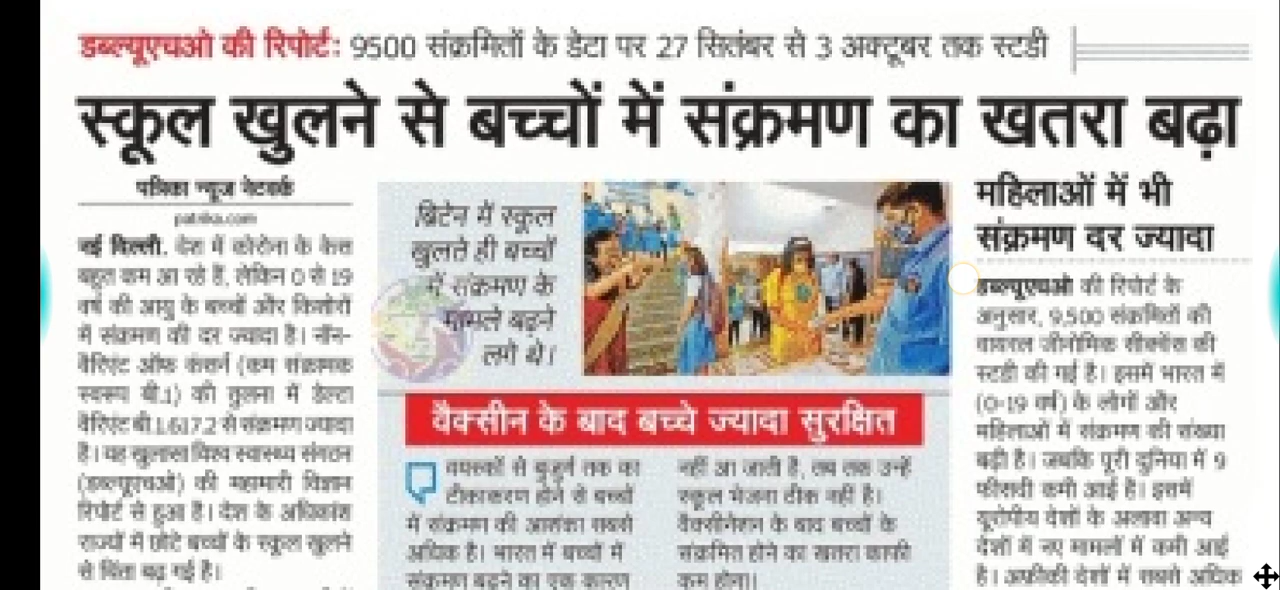 डब्ल्यूएचओ की रिपोर्ट: 9500 संक्रमितों के डेटा पर 27 सितंबर से 3 अक्टूबर तक स्टडी
स्कूल खुलने से बच्चों में संक्रमण का खतरा बढ़ा
पत्रिका न्यूज नेटवर्क
patrika.com
नई दिल्ली. देश में कोरोना के केस
बहुत कम आ रहे हैं, लेकिन 0 से 19
वर्ष की आयु के बच्चों और किशोरों
में संक्रमण की दर ज्यादा है। नॉन-
वैरिएंट ऑफ कंसर्न (कम संक्रामक
स्वरूप बी.1) की तुलना में डेल्टा
वैरिएंट बी.1.617.2 से संक्रमण ज्यादा
है। यह खुलासा विश्व स्वास्थ्य संगठन
(डब्ल्यूएचओ) की महामारी विज्ञान
रिपोर्ट से हुआ है। देश के अधिकांश
राज्यों में छोटे बच्चों के स्कूल खुलने
से चिंता बढ़ गई है।
ब्रिटेन में स्कूल
खुलते ही बच्चों
में संक्रमण के
मामले बढ़ने
लगे थे।
वैक्सीन के बाद बच्चे ज्यादा सुरक्षित
वयस्कों से बुजुर्ग तक का
टीकाकरण होने से बच्चों
में संक्रमण की आशंका सबसे
अधिक है। भारत में बच्चों में
संक्रमण बढ़ने का एक कारण
नहीं आ जाती है, तब तक उन्हें
स्कूल भेजना ठीक नहीं है।
वैक्सीनेशन के बाद बच्चों के
संक्रमित होने का खतरा काफी
कम होगा।
महिलाओं में भी
संक्रमण दर ज्यादा
डब्ल्यूएचओ की रिपोर्ट के
अनुसार, 9,500 संक्रमितों की
वायरल जीनोमिक सीक्वेंस की
स्टडी की गई है। इसमें भारत में
(0-19 वर्ष) के लोगों और
महिलाओं में संक्रमण की संख्या
बढ़ी है। जबकि पूरी दुनिया में 9
फीसदी कमी आई है। इसमें
यूरोपीय देशों के अलावा अन्य
देशों में नए मामलों में कमी आई
है। अफ्रीकी देशों में सबसे अधिक